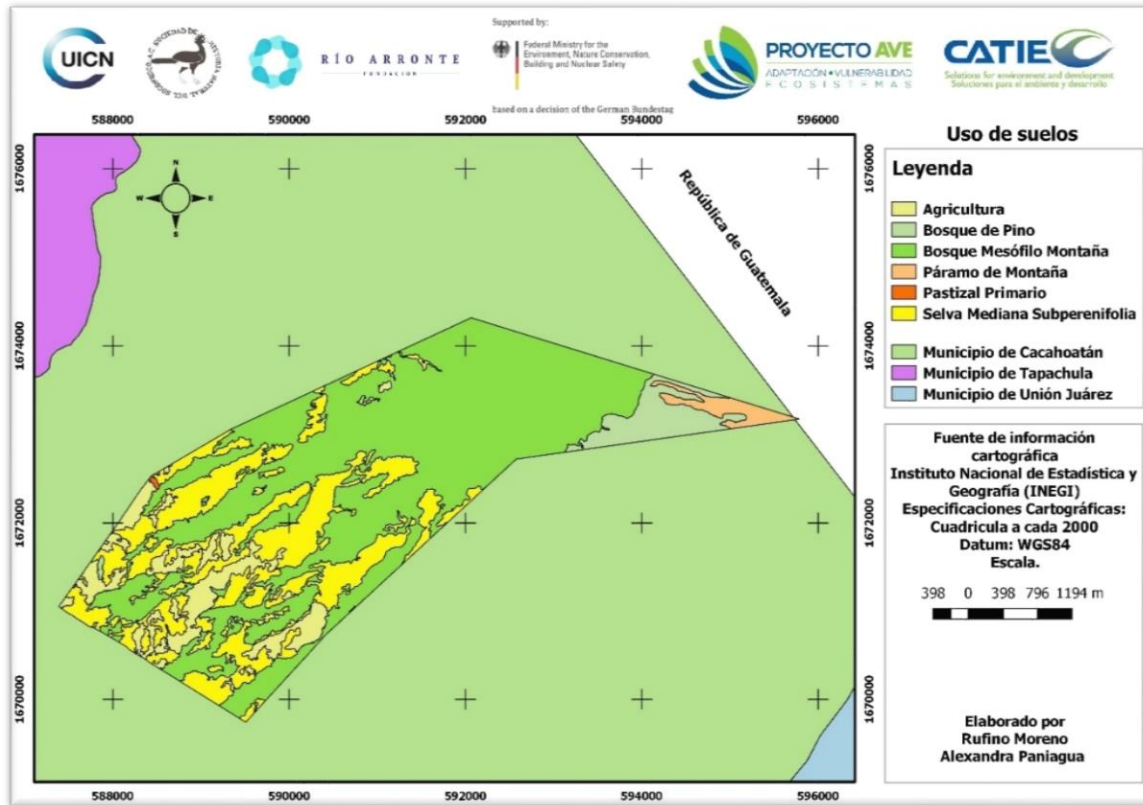 UICN
SOCIEDAD DE HISTORIA NATURAL DEL SOCONUSCO A.C.
RÍO ARRONTE
FUNDACIÓN
Supported by:
Federal Ministry for the
Environment, Nature Conservation,
Building and Nuclear Safety
based on a decision of the German Bundestag
PROYECTO AVE
ADAPTACIÓN • VULNERABILIDAD
ECOSISTEMAS
CATIE
Solutions for environment and development
Soluciones para el ambiente y desarrollo
588000 590000 592000 594000 596000
1676000
1674000
1672000
1670000
N
W E
S
República de Guatemala
1676000
1674000
1672000
1670000
588000 590000 592000 594000 596000
Uso de suelos
Leyenda
Agricultura
Bosque de Pino
Bosque Mesófilo Montaña
Páramo de Montaña
Pastizal Primario
Selva Mediana Subperenifolia
Municipio de Cacahoatán
Municipio de Tapachula
Municipio de Unión Juárez
Fuente de información
cartográfica
Instituto Nacional de Estadística y
Geografía (INEGI)
Especificaciones Cartográficas:
Cuadricula a cada 2000
Datum: WGS84
Escala.
398 0 398 796 1194 m
Elaborado por
Rufino Moreno
Alexandra Paniagua